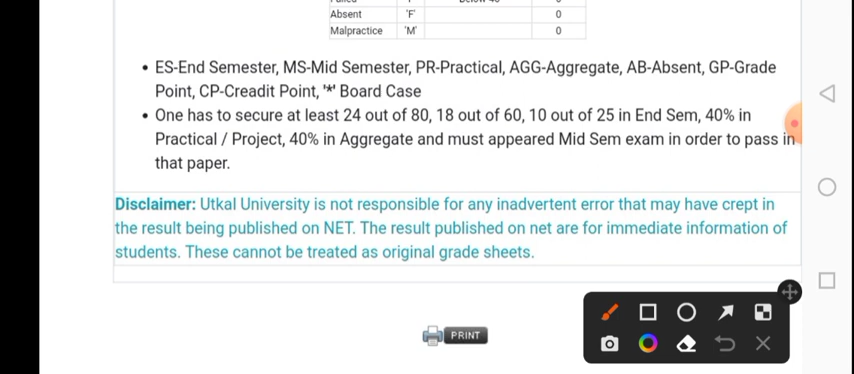 Absent 'F' 0
Malpractice 'M' 0
• ES-End Semester, MS-Mid Semester, PR-Practical, AGG-Aggregate, AB-Absent, GP-Grade
Point, CP-Creadit Point, '*' Board Case
• One has to secure at least 24 out of 80, 18 out of 60, 10 out of 25 in End Sem, 40% in
Practical / Project, 40% in Aggregate and must appeared Mid Sem exam in order to pass in
that paper.
Disclaimer: Utkal University is not responsible for any inadvertent error that may have crept in
the result being published on NET. The result published on net are for immediate information of
students. These cannot be treated as original grade sheets.
PRINT